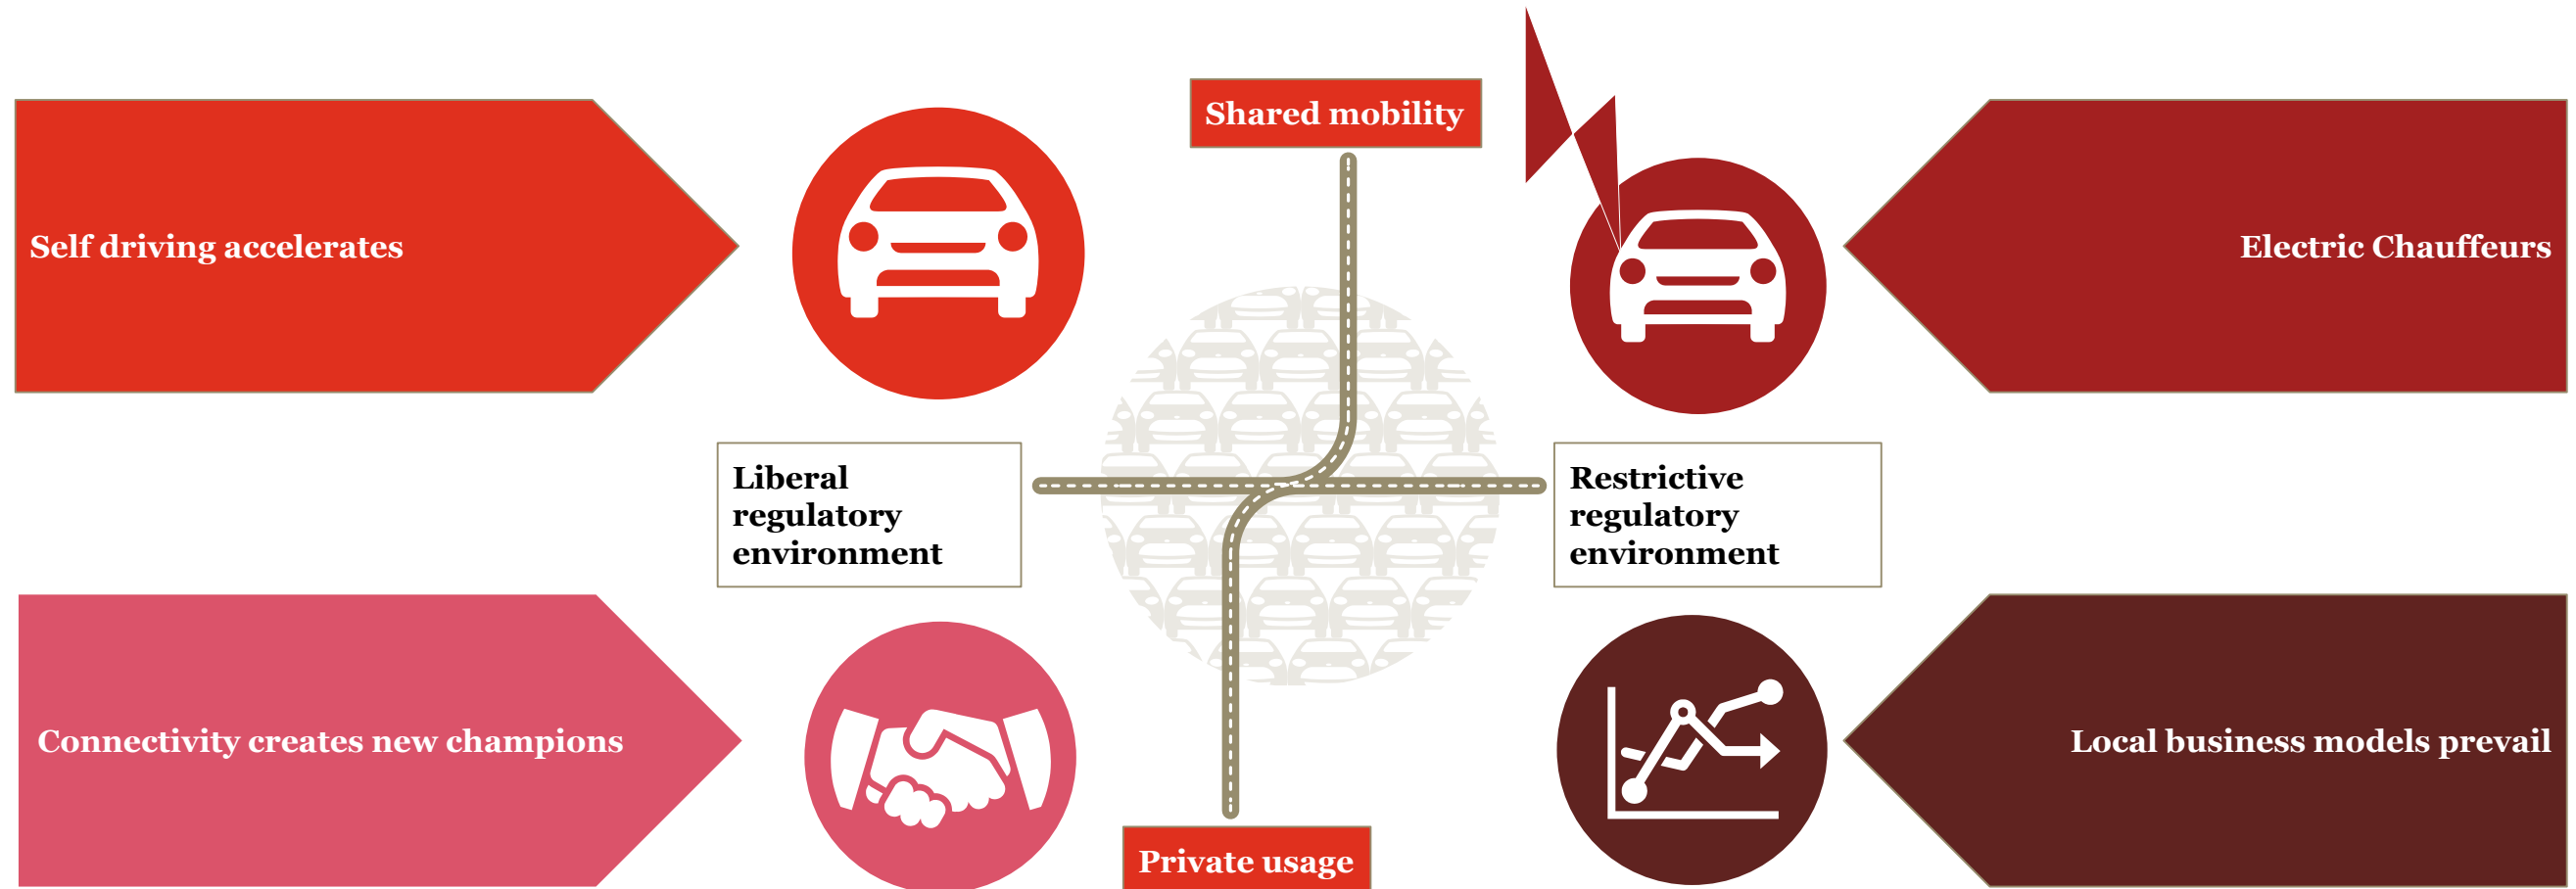 Shared mobility
Self driving accelerates
Electric Chauffeurs
Liberal
regulatory
environment
Restrictive
regulatory
environment
Connectivity creates new champions
Local business models prevail
Private usage